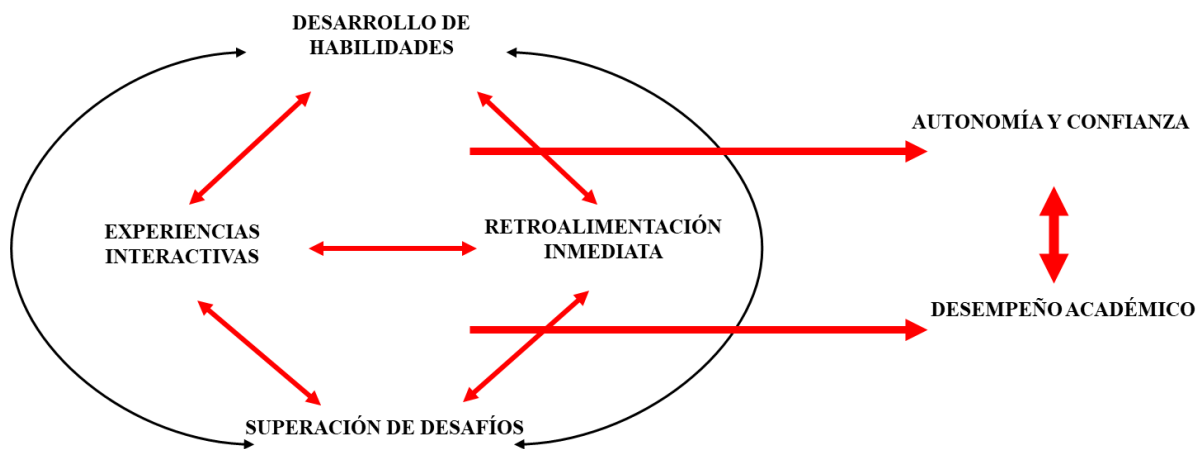 DESARROLLO DE
HABILIDADES
AUTONOMÍA Y CONFIANZA
EXPERIENCIAS
INTERACTIVAS
RETROALIMENTACIÓN
INMEDIATA
DESEMPEÑO ACADÉMICO
SUPERACIÓN DE DESAFÍOS